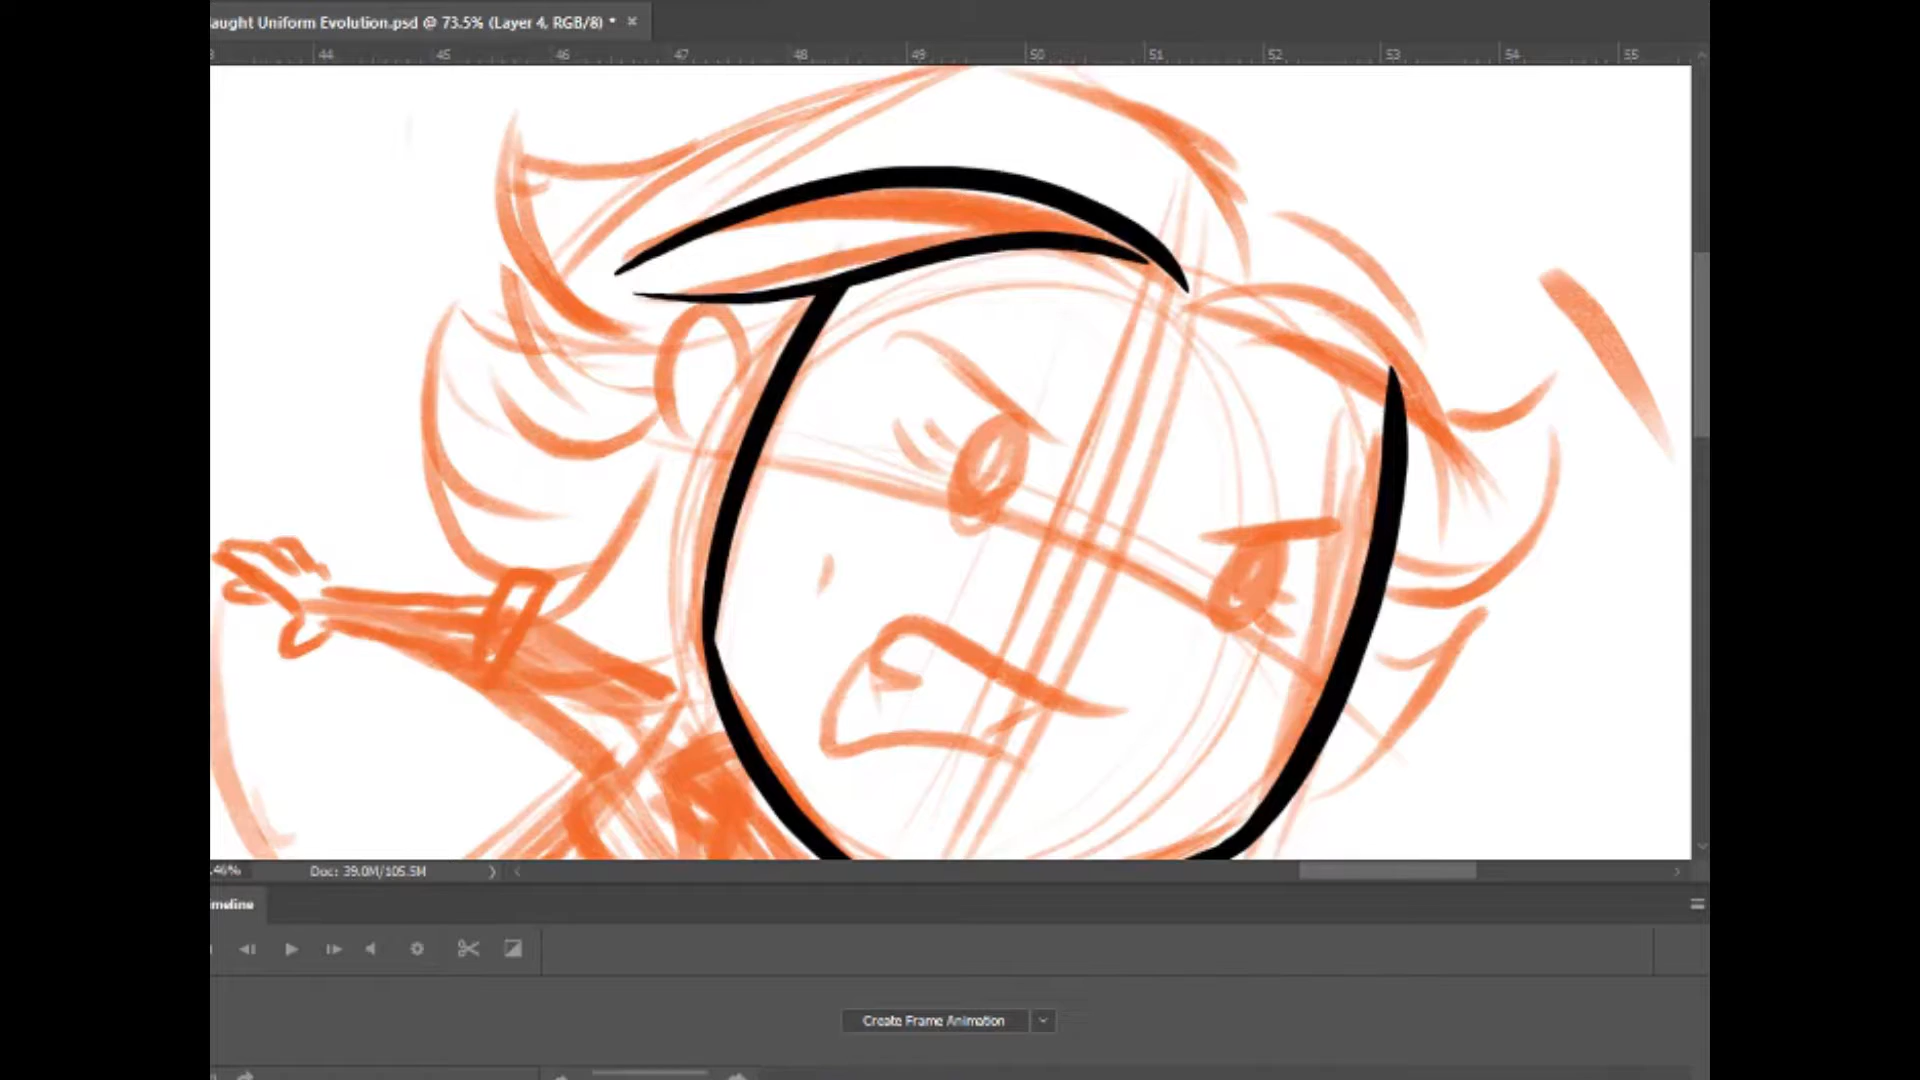 aught Uniform Evolution.psd @ 73.5% (Layer 4, RGB/8) *
44 45 46 47 48 49 50 51 52 53 54 55
.46% Doc: 39.0M/105.5M
imeline
Create Frame Animation